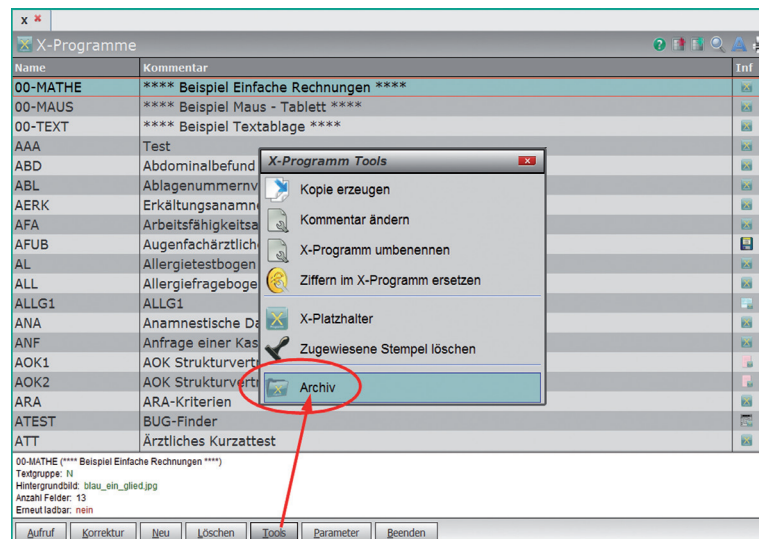 x
X-Programme
Name Kommentar Inf
00-MATHE **** Beispiel Einfache Rechnungen ****
00-MAUS **** Beispiel Maus - Tablett ****
00-TEXT **** Beispiel Textablage ****
AAA Test
ABD Abdominalbefund
ABL Ablagenummernv
AERK Erkältungsanamn
AFA Arbeitsfähigkeitsa
AFUB Augenfachärztlich
AL Allergietestbogen
ALL Allergiefrageboge
ALLG1 ALLG1
ANA Anamnestische Da
ANF Anfrage einer Kas
AOK1 AOK Strukturvertr
AOK2 AOK Strukturvertr
ARA ARA-Kriterien
ATEST BUG-Finder
ATT Ärztliches Kurzattest
X-Programm Tools
Kopie erzeugen
Kommentar ändern
X-Programm umbenennen
Ziffern im X-Programm ersetzen
X-Platzhalter
Zugewiesene Stempel löschen
Archiv
00-MATHE (**** Beispiel Einfache Rechnungen ****)
Textgruppe: N
Hintergrundbild: blau_ein_glied.jpg
Anzahl Felder: 13
Erneut ladbar: nein
Aufruf Korrektur Neu Löschen Tools Parameter Beenden